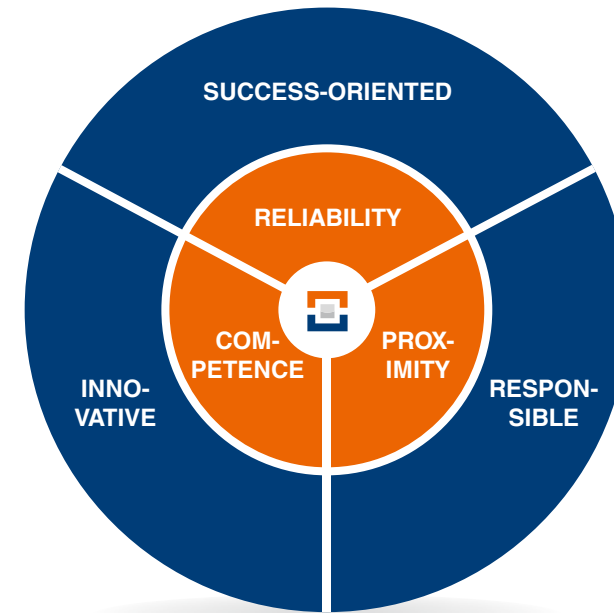 SUCCESS-ORIENTED
RELIABILITY
COM-
PETENCE
PROX-
IMITY
INNO-
VATIVE
RESPON-
SIBLE